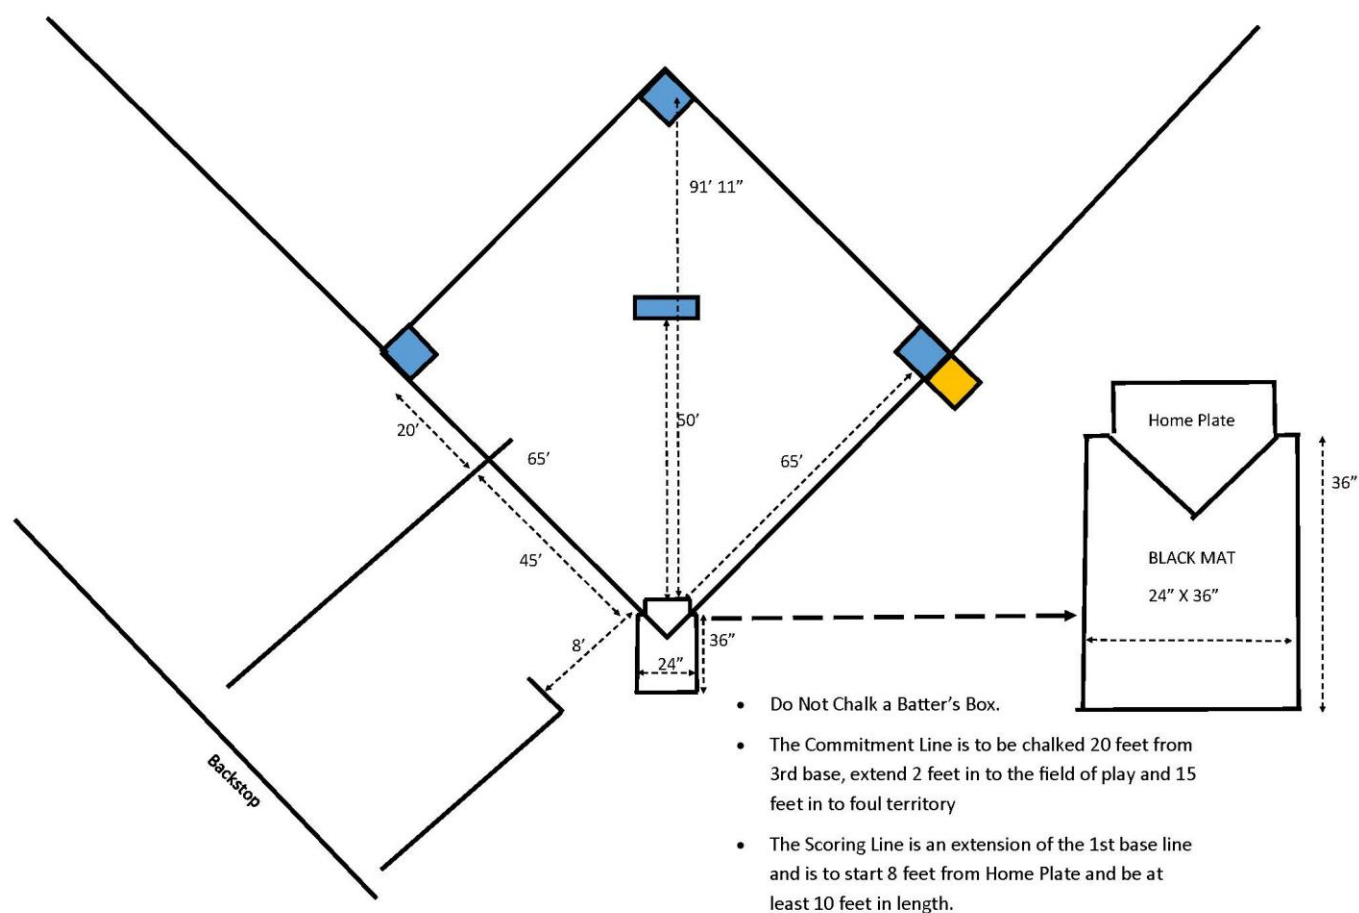 91’ 11”
50’
20’
65’
65’
45’
8’
36”
24”
Home Plate
36”
BLACK MAT
24” X 36”
Backstop
• Do Not Chalk a Batter’s Box.
• The Commitment Line is to be chalked 20 feet from
3rd base, extend 2 feet in to the field of play and 15
feet in to foul territory
• The Scoring Line is an extension of the 1st base line
and is to start 8 feet from Home Plate and be at
least 10 feet in length.